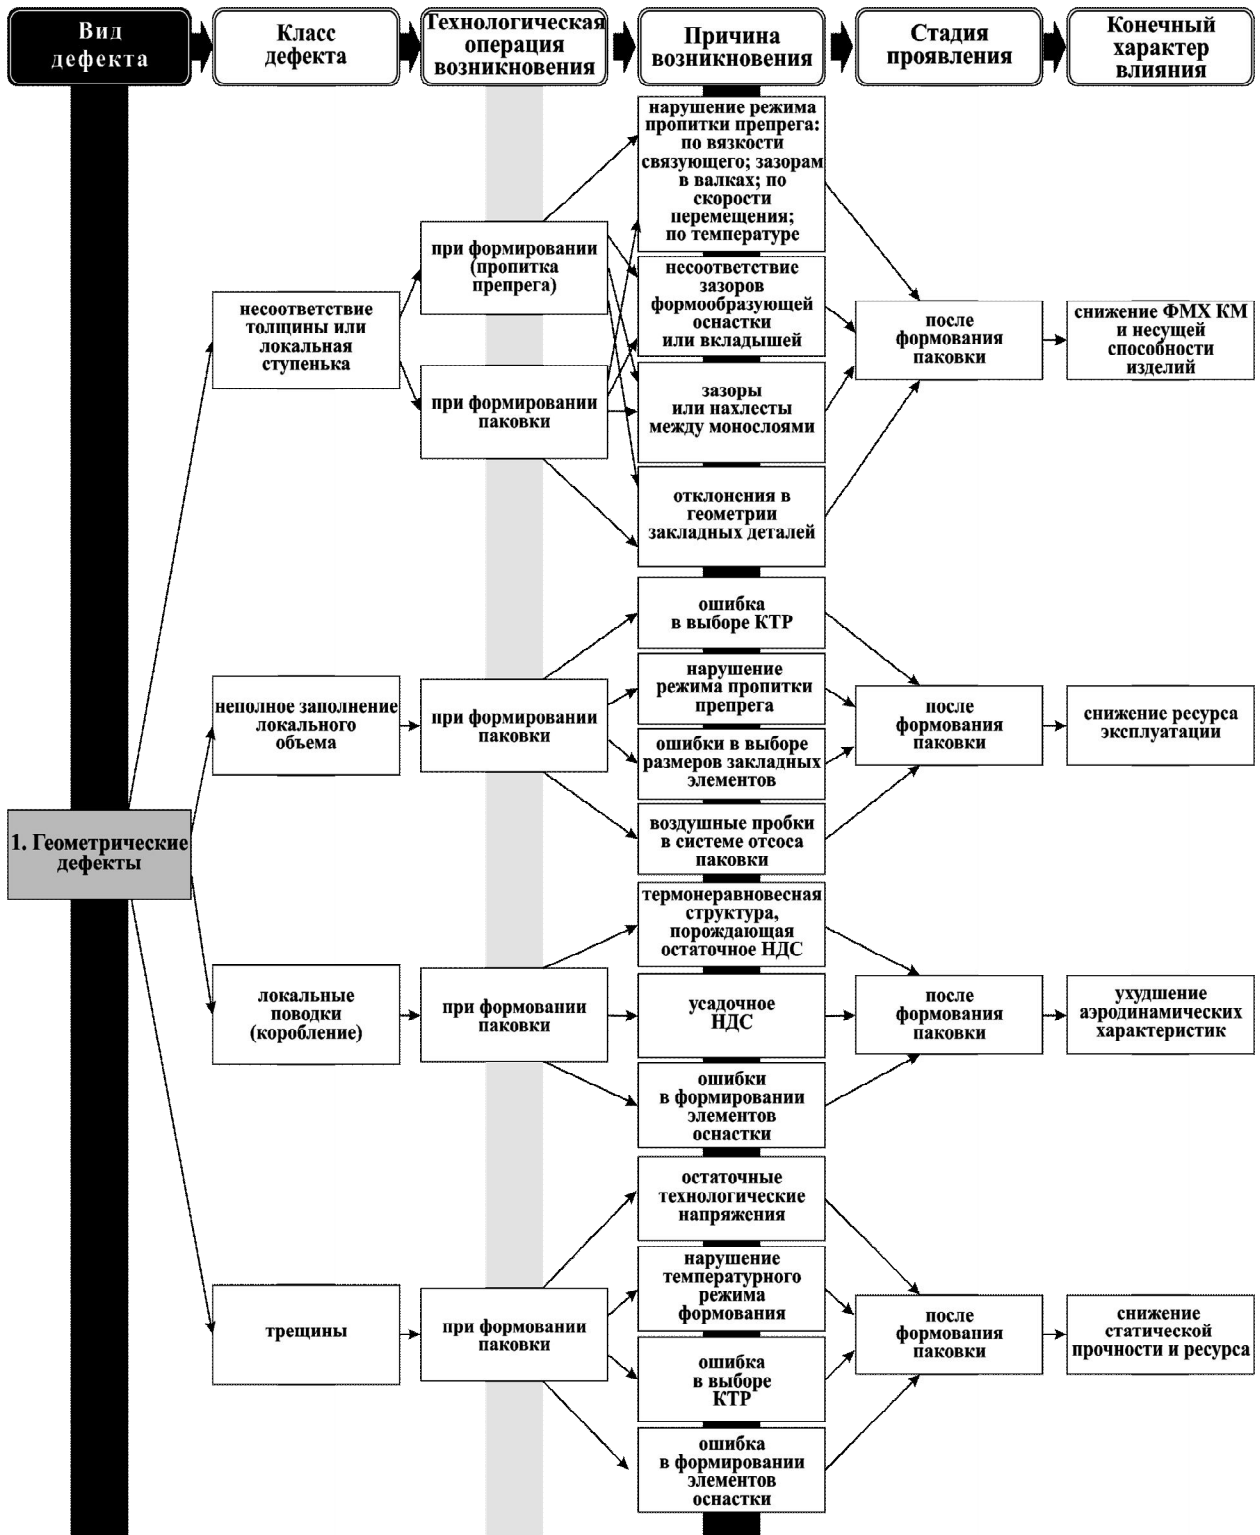 Вид
дефекта
Класс
дефекта
Технологическая
операция
возникновения
Причина
возникновения
Стадия
проявления
Конечный
характер
влияния
1. Геометрические
дефекты
несоответствие
толщины или
локальная
ступенька
при формировании
(пропитка
препрега)
при формировании
паковки
нарушение режима
пропитки препрега:
по вязкости
связующего; зазорам
в валках; по
скорости
перемещения;
по температуре
несоответствие
зазоров
формообразующей
оснастки
или вкладышей
зазоры
или нахлесты
между монослоями
отклонения в
геометрии
закладных деталей
после
формования
паковки
снижение ФМХ КМ
и несущей
способности
изделий
неполное заполнение
локального
объема
при формировании
паковки
ошибка
в выборе КТР
нарушение
режима пропитки
препрега
ошибки в выборе
размеров закладных
элементов
воздушные пробки
в системе отсоса
паковки
после
формования
паковки
снижение ресурса
эксплуатации
локальные
поводки
(коробление)
при формовании
паковки
термонеравновесная
структура,
порождающая
остаточное НДС
усадочное
НДС
ошибки
в формировании
элементов
оснастки
после
формования
паковки
ухудшение
аэродинамических
характеристик
трещины
при формовании
паковки
остаточные
технологические
напряжения
нарушение
температурного
режима
формования
ошибка
в выборе
КТР
ошибка
в формировании
элементов
оснастки
после
формования
паковки
снижение
статической
прочности и ресурса